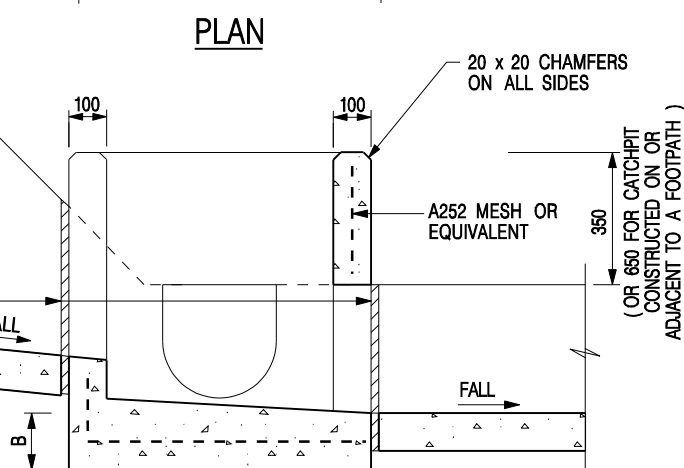 PLAN
20 x 20 CHAMFERS
ON ALL SIDES
100
100
A252 MESH OR
EQUIVALENT
350
( OR 650 FOR CATCHPIT
CONSTRUCTED ON OR
ADJACENT TO A FOOTPATH )
ALL
FALL
B